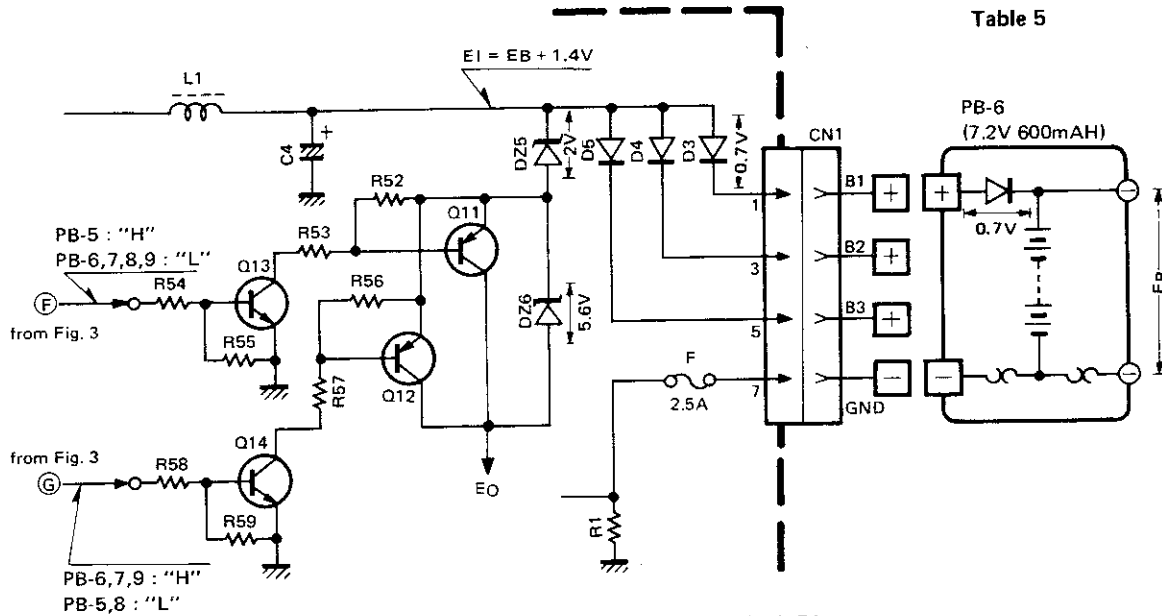 Table 5
EI = EB + 1.4V
L1
C4
+
DZ5
2V
D5
D4
D3
0.7V
CN1
PB-6
(7.2V 600mAH)
R52
Q11
B1
+
+
−
1
0.7V
PB-5 : "H"
PB-6,7,8,9 : "L"
R53
Q13
R54
R56
B2
+
3
F
from Fig. 3
DZ6
5.6V
B3
+
5
R55
R57
Q12
F
2.5A
7
−
GND
−
−
Q14
from Fig. 3
R58
G
EO
R59
R1
PB-6,7,9 : "H"
PB-5,8 : "L"